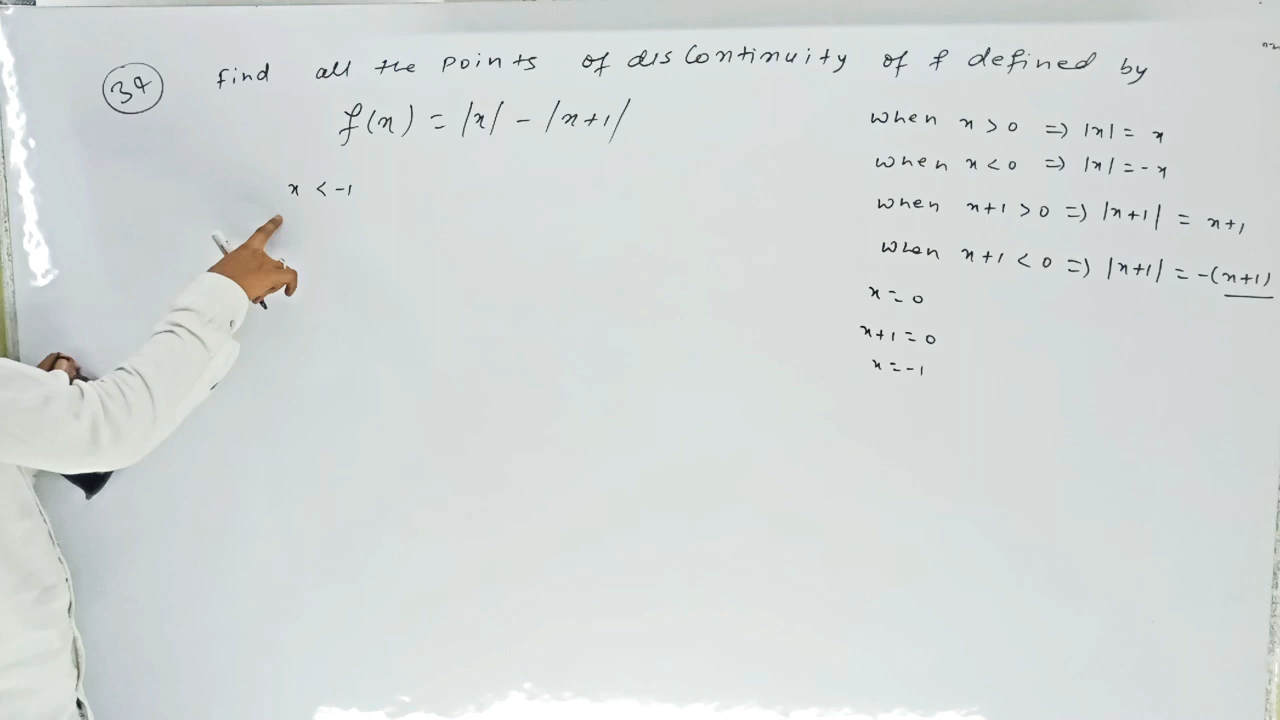 34
find all the points of discontinuity of f defined by
f(x) = |x| - |x+1|
x < -1
when x > 0 => |x| = x
when x < 0 => |x| = -x
when x+1 > 0 => |x+1| = x+1
when x+1 < 0 => |x+1| = -(x+1)
x = 0
x+1 = 0
x = -1